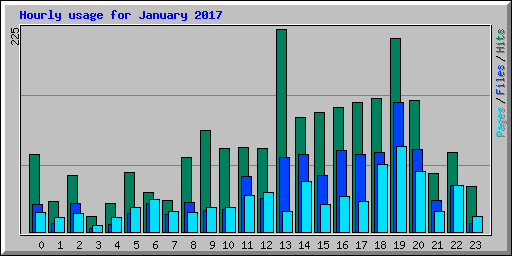 Hourly usage for January 2017
225
Pages/Files/Hits
0 1 2 3 4 5 6 7 8 9 10 11 12 13 14 15 16 17 18 19 20 21 22 23